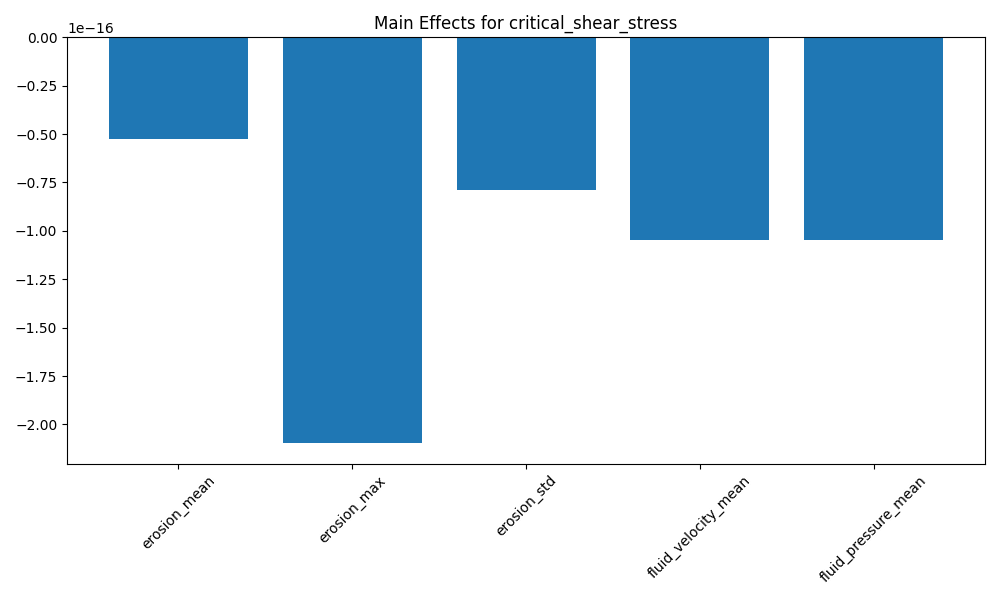 Main Effects for critical_shear_stress
1e−16
0.00
−0.25
−0.50
−0.75
−1.00
−1.25
−1.50
−1.75
−2.00
erosion_mean
erosion_max
erosion_std
fluid_velocity_mean
fluid_pressure_mean